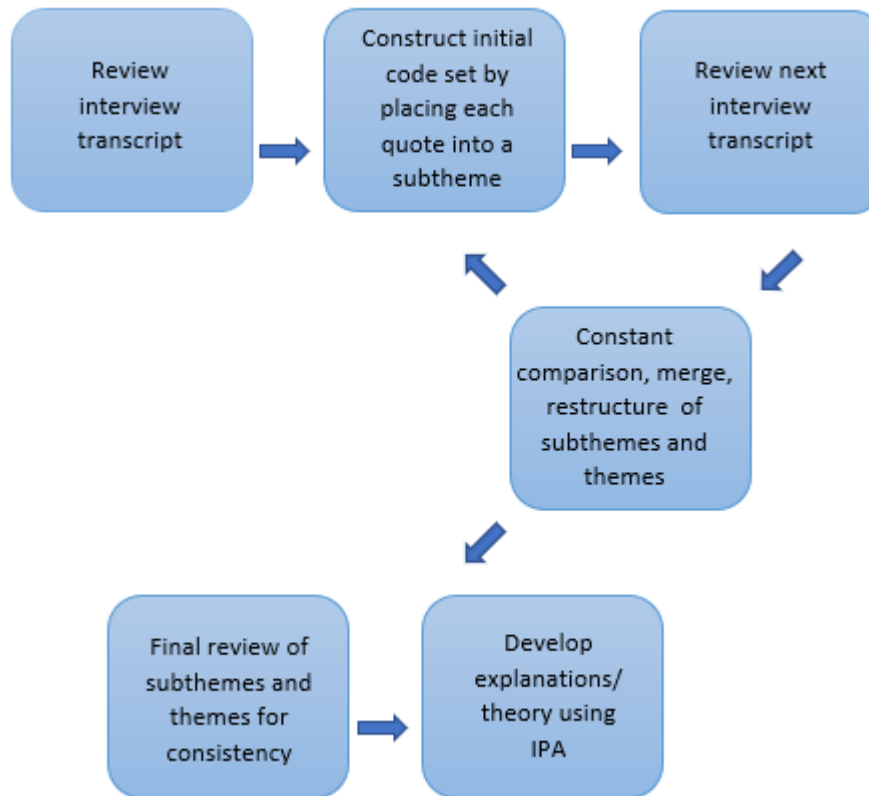 Review
interview
transcript
Construct initial
code set by
placing each
quote into a
subtheme
Review next
interview
transcript
Constant
comparison, merge,
restructure of
subthemes and
themes
Final review of
subthemes and
themes for
consistency
Develop
explanations/
theory using
IPA